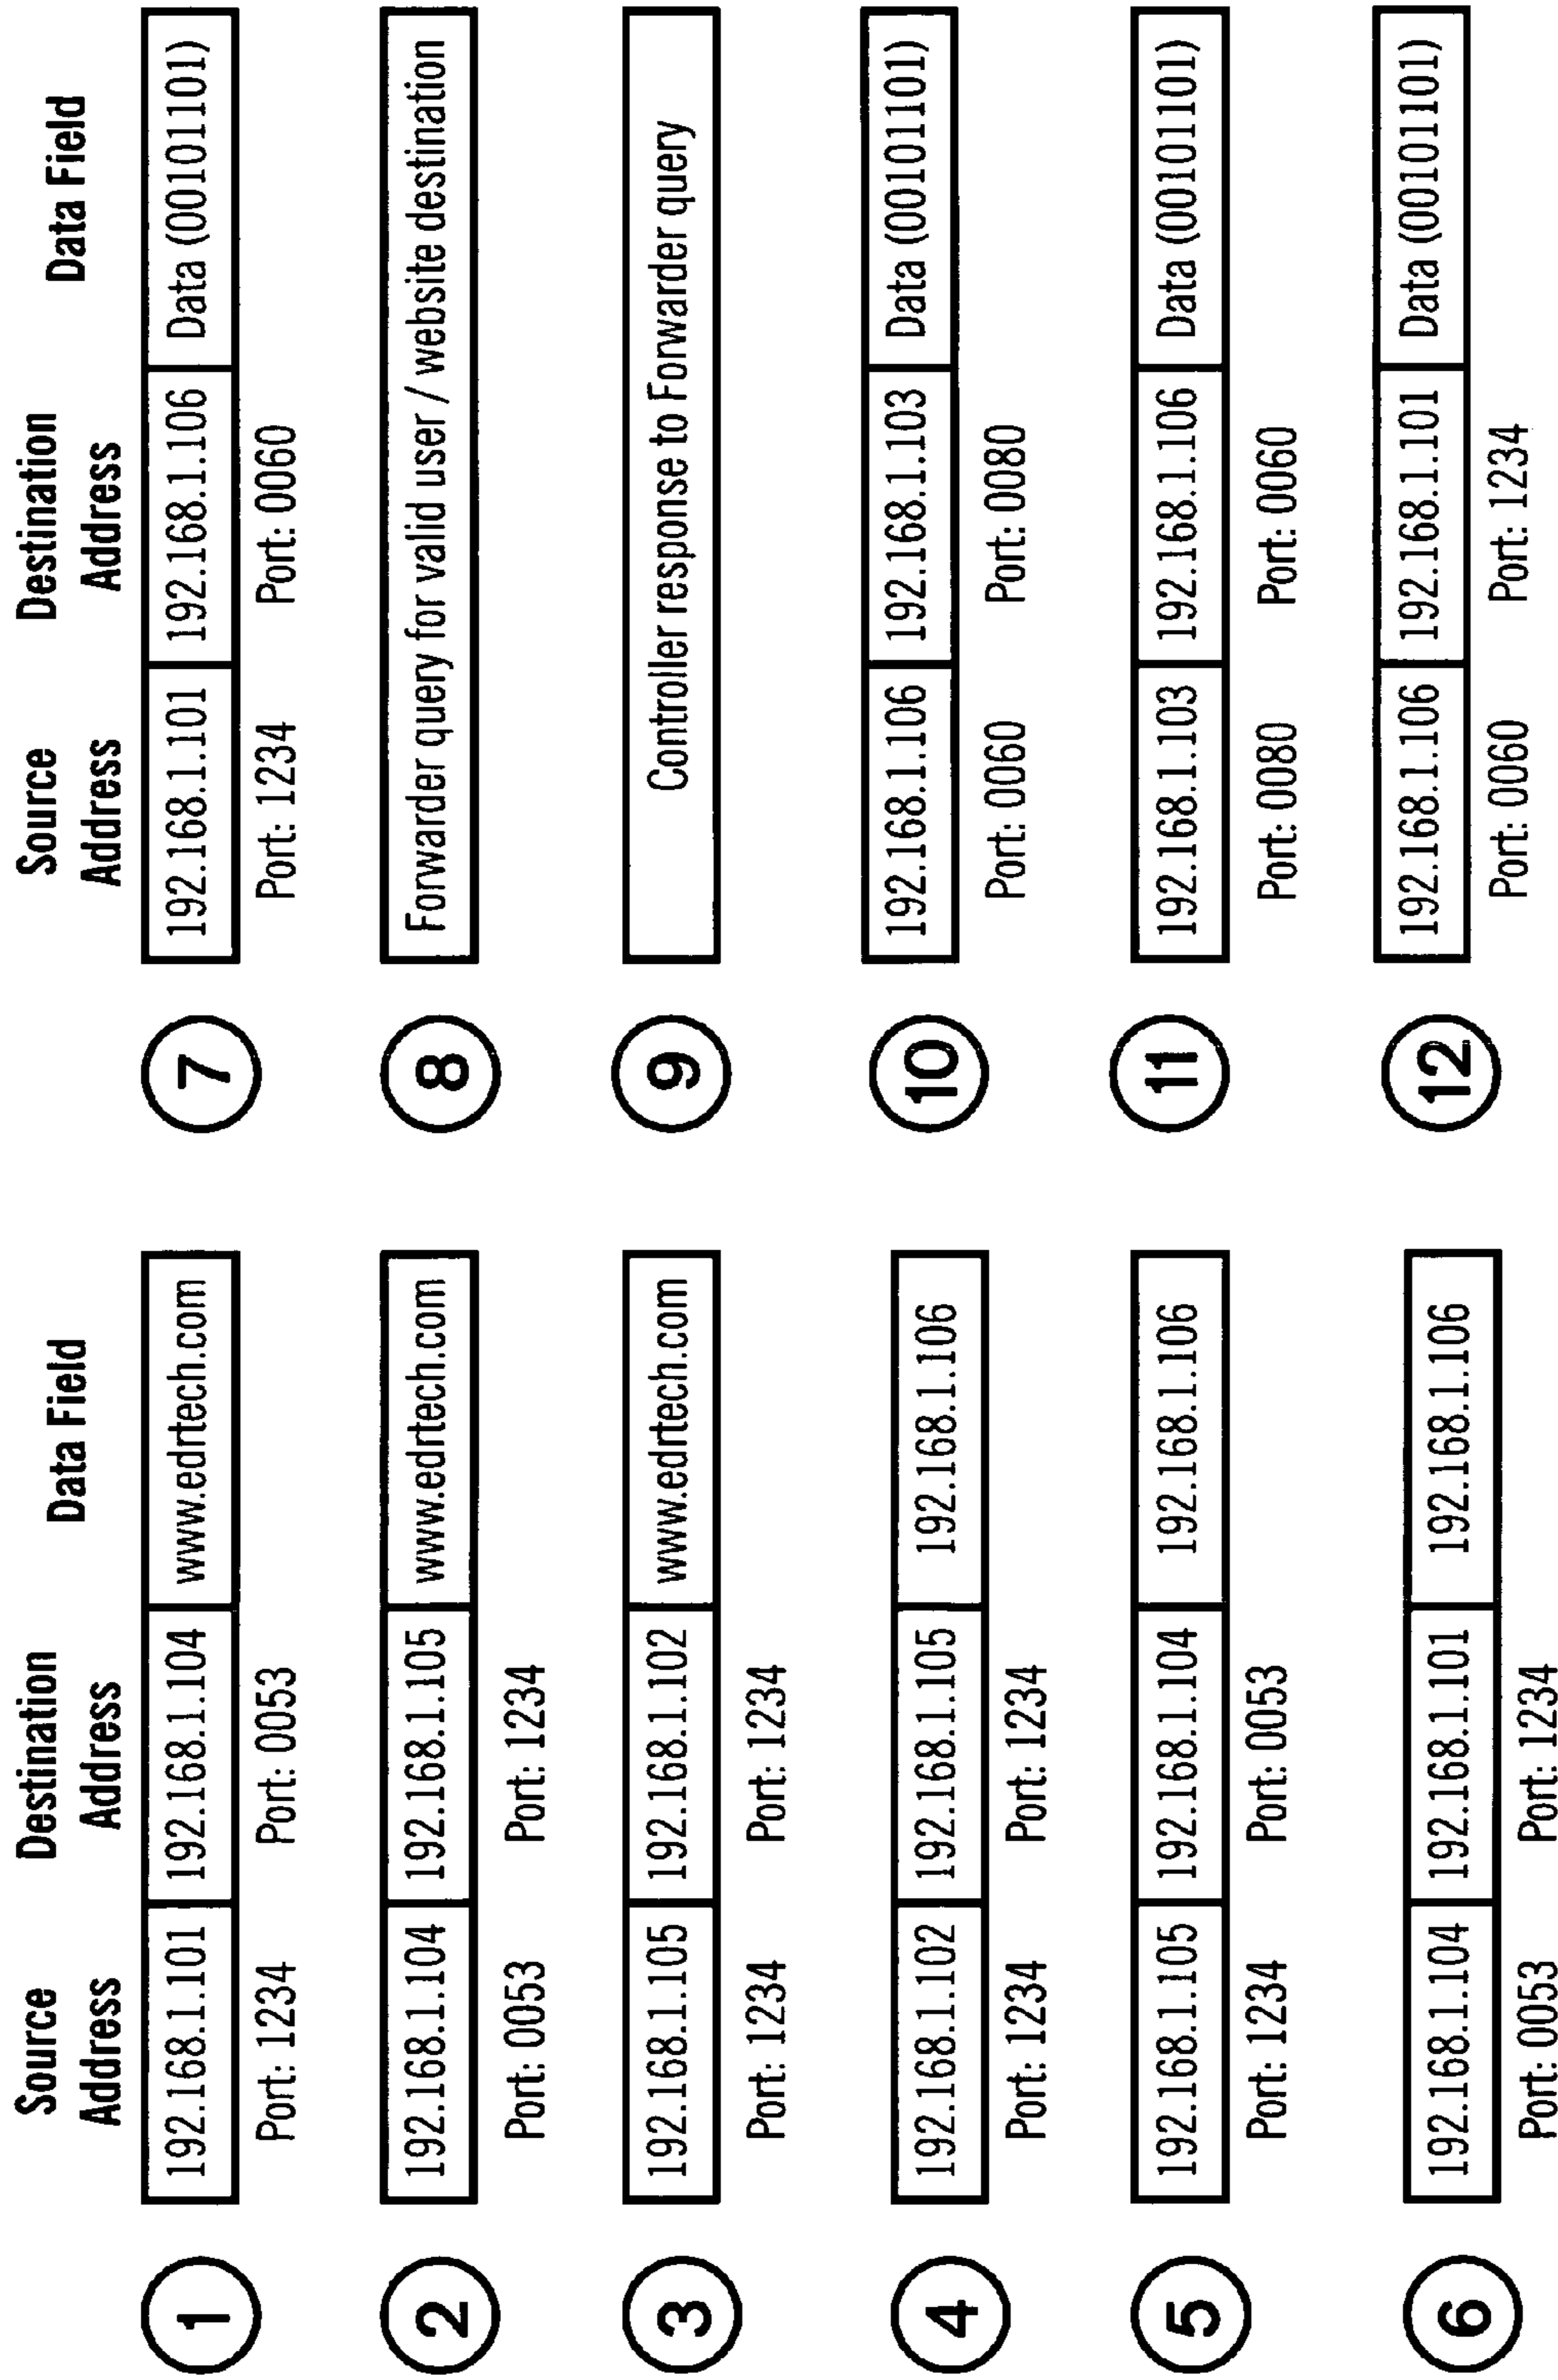 Source Address
Destination Address
Data Field
1
192.168.1.101 192.168.1.104 www.edrtech.com
Port: 1234 Port: 0053
2
192.168.1.104 192.168.1.105 www.edrtech.com
Port: 0053 Port: 1234
3
192.168.1.105 192.168.1.102 www.edrtech.com
Port: 1234 Port: 1234
4
192.168.1.102 192.168.1.105 192.168.1.106
Port: 1234 Port: 1234
5
192.168.1.105 192.168.1.104 192.168.1.106
Port: 1234 Port: 0053
6
192.168.1.104 192.168.1.101 192.168.1.106
Port: 0053 Port: 1234
Source Address
Destination Address
Data Field
7
192.168.1.101 192.168.1.106 Data (00101101)
Port: 1234 Port: 0060
8
Forwarder query for valid user / website destination
9
Controller response to Forwarder query
10
192.168.1.106 192.168.1.103 Data (00101101)
Port: 0060 Port: 0080
11
192.168.1.103 192.168.1.106 Data (00101101)
Port: 0080 Port: 0060
12
192.168.1.106 192.168.1.101 Data (00101101)
Port: 0060 Port: 1234